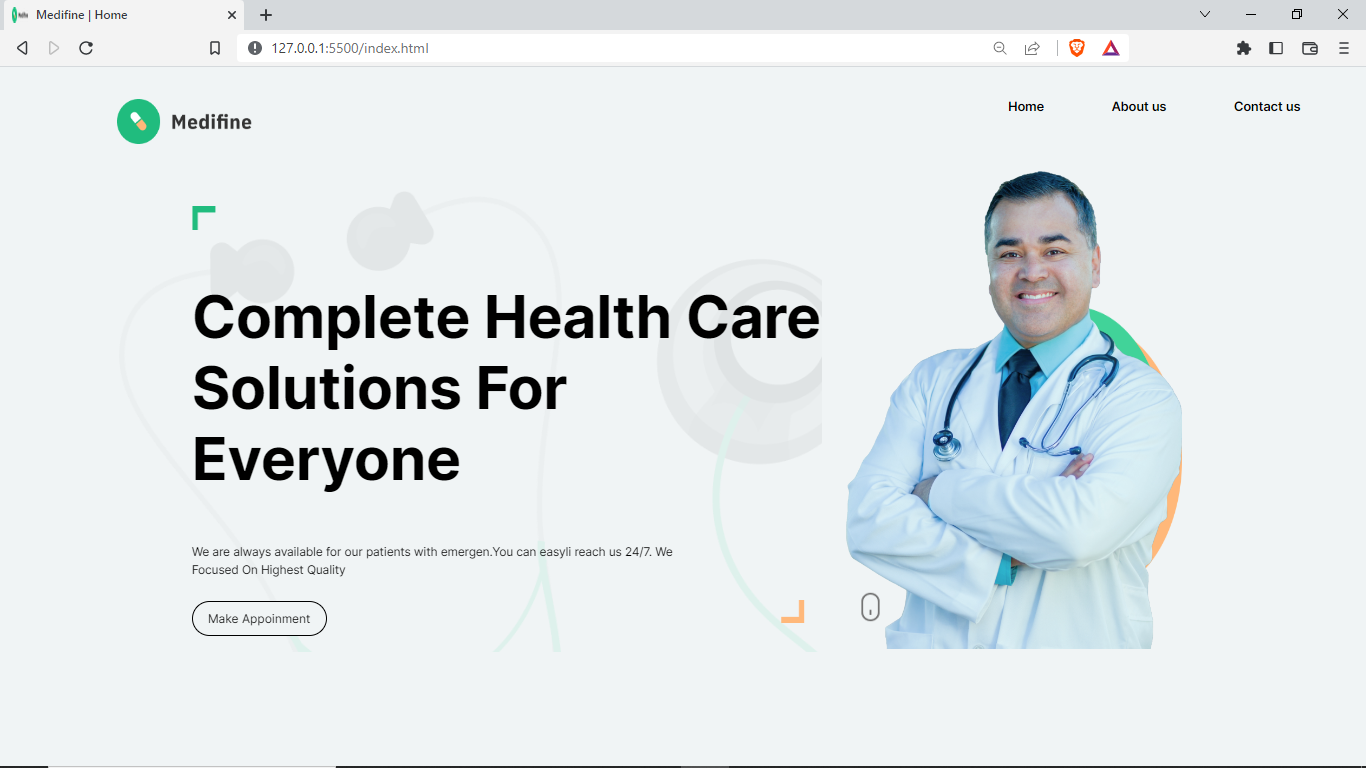 Medifine | Home
127.0.0.1:5500/index.html
Medifine
Home
About us
Contact us
Complete Health Care
Solutions For
Everyone
We are always available for our patients with emergen.You can easyli reach us 24/7. We
Focused On Highest Quality
Make Appoinment